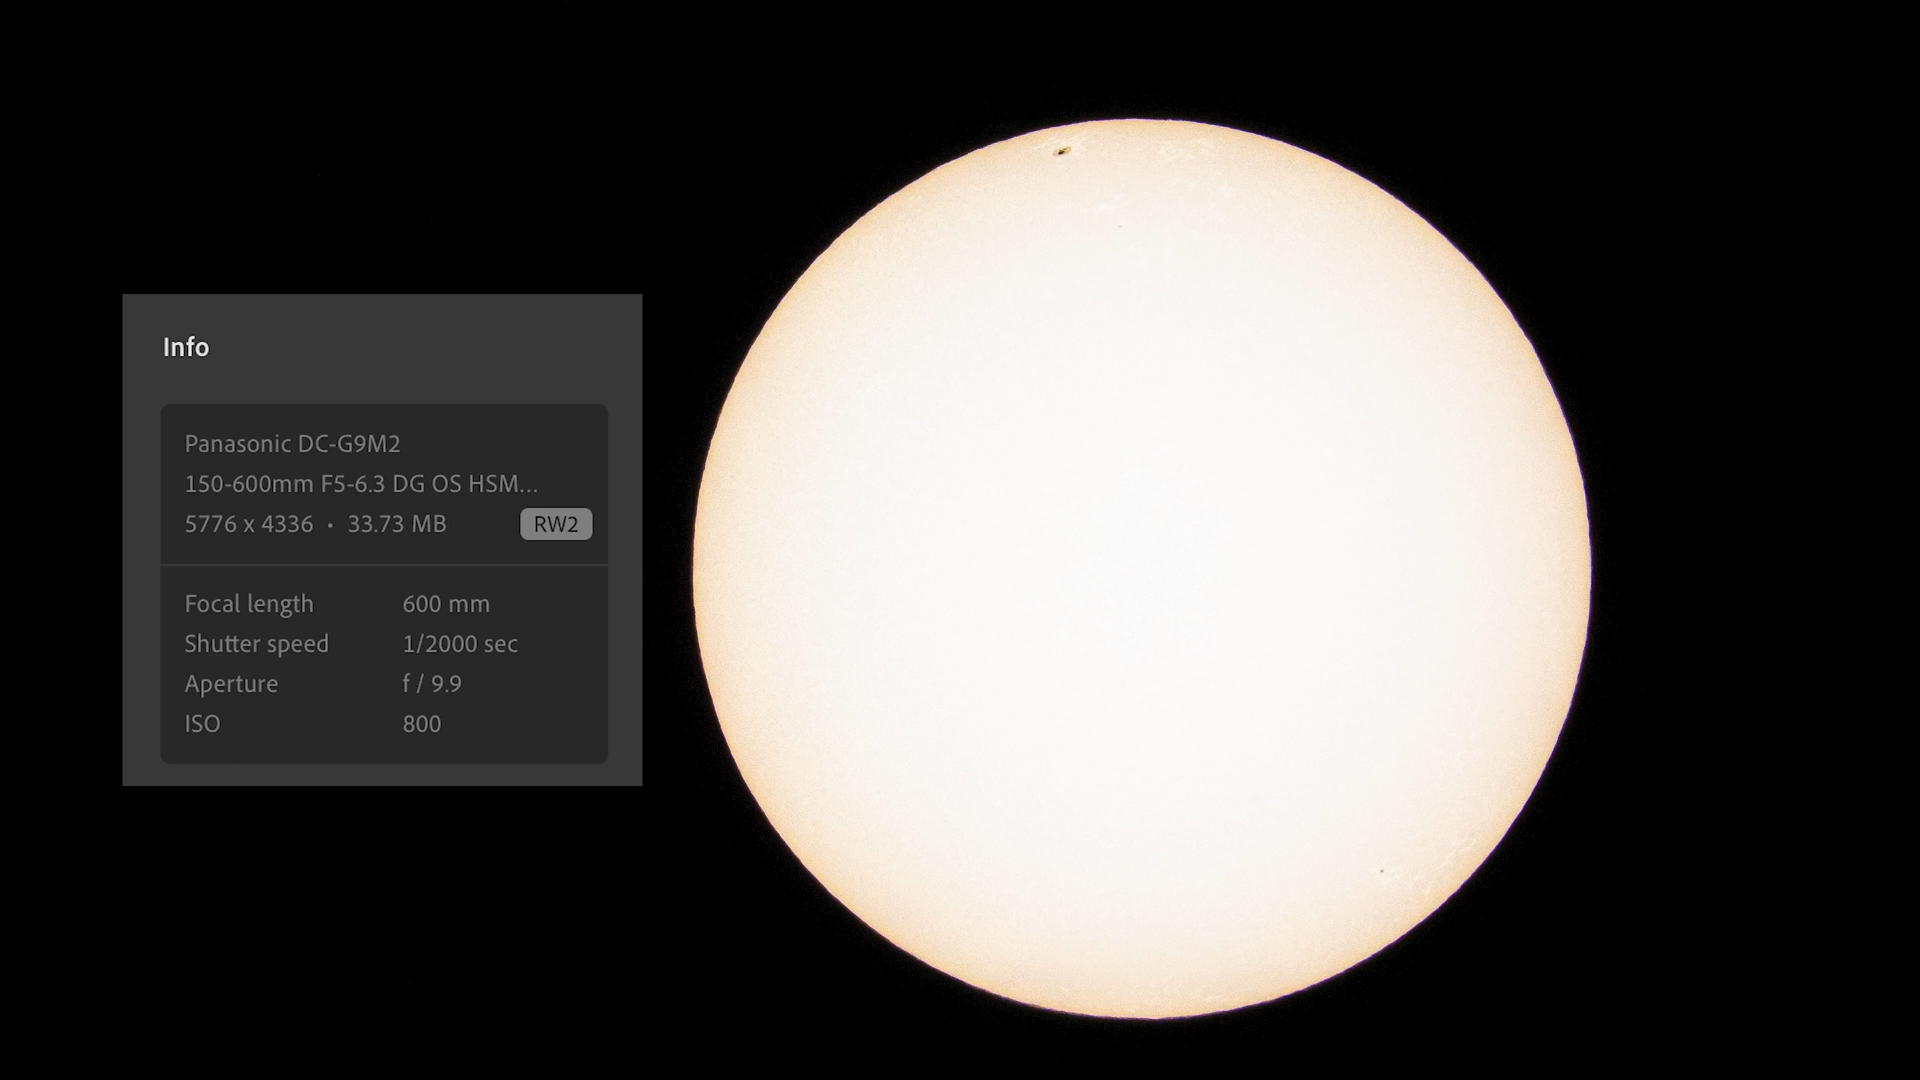 Info
Panasonic DC-G9M2
150-600mm F5-6.3 DG OS HSM...
5776 x 4336 • 33.73 MB RW2
Focal length 600 mm
Shutter speed 1/2000 sec
Aperture f / 9.9
ISO 800